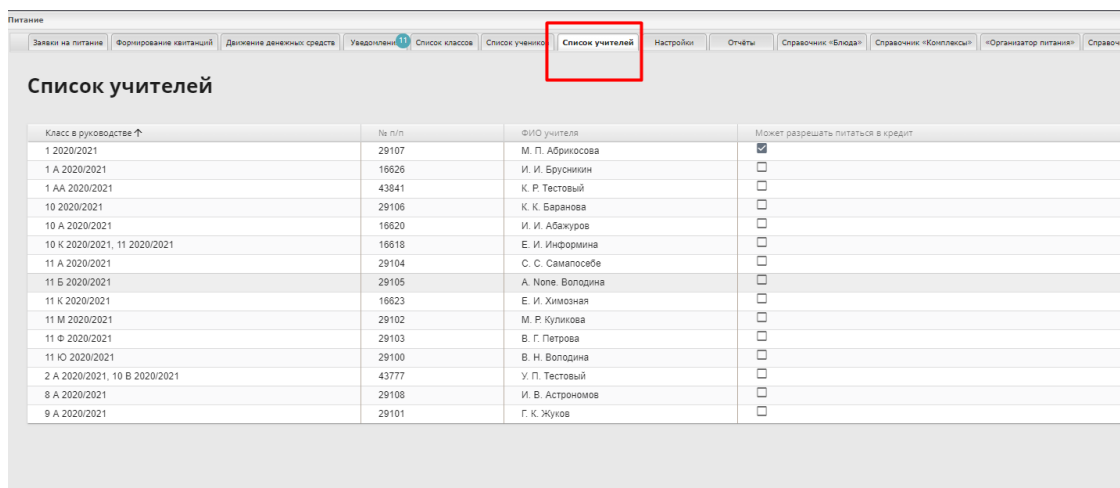 Питание
Заявки на питание Формирование квитанций Движение денежных средств Уведомлени 11 Список классов Список ученико Список учителей Настройки Отчёты Справочник «Блюда» Справочник «Комплексы» «Организатор питания» Справоч
Список учителей
Класс в руководстве ↑ № п/п ФИО учителя Может разрешать питаться в кредит
1 2020/2021 29107 М. П. Абрикосова
1 А 2020/2021 16626 И. И. Брусникин
1 АА 2020/2021 43841 К. Р. Тестовый
10 2020/2021 29106 К. К. Баранова
10 А 2020/2021 16620 И. И. Абажуров
10 К 2020/2021, 11 2020/2021 16618 Е. И. Информина
11 А 2020/2021 29104 С. С. Самапосебе
11 Б 2020/2021 29105 А. None. Володина
11 К 2020/2021 16623 Е. И. Химозная
11 М 2020/2021 29102 М. Р. Куликова
11 Ф 2020/2021 29103 В. Г. Петрова
11 Ю 2020/2021 29100 В. Н. Володина
2 А 2020/2021, 10 В 2020/2021 43777 У. П. Тестовый
8 А 2020/2021 29108 И. В. Астрономов
9 А 2020/2021 29101 Г. К. Жуков